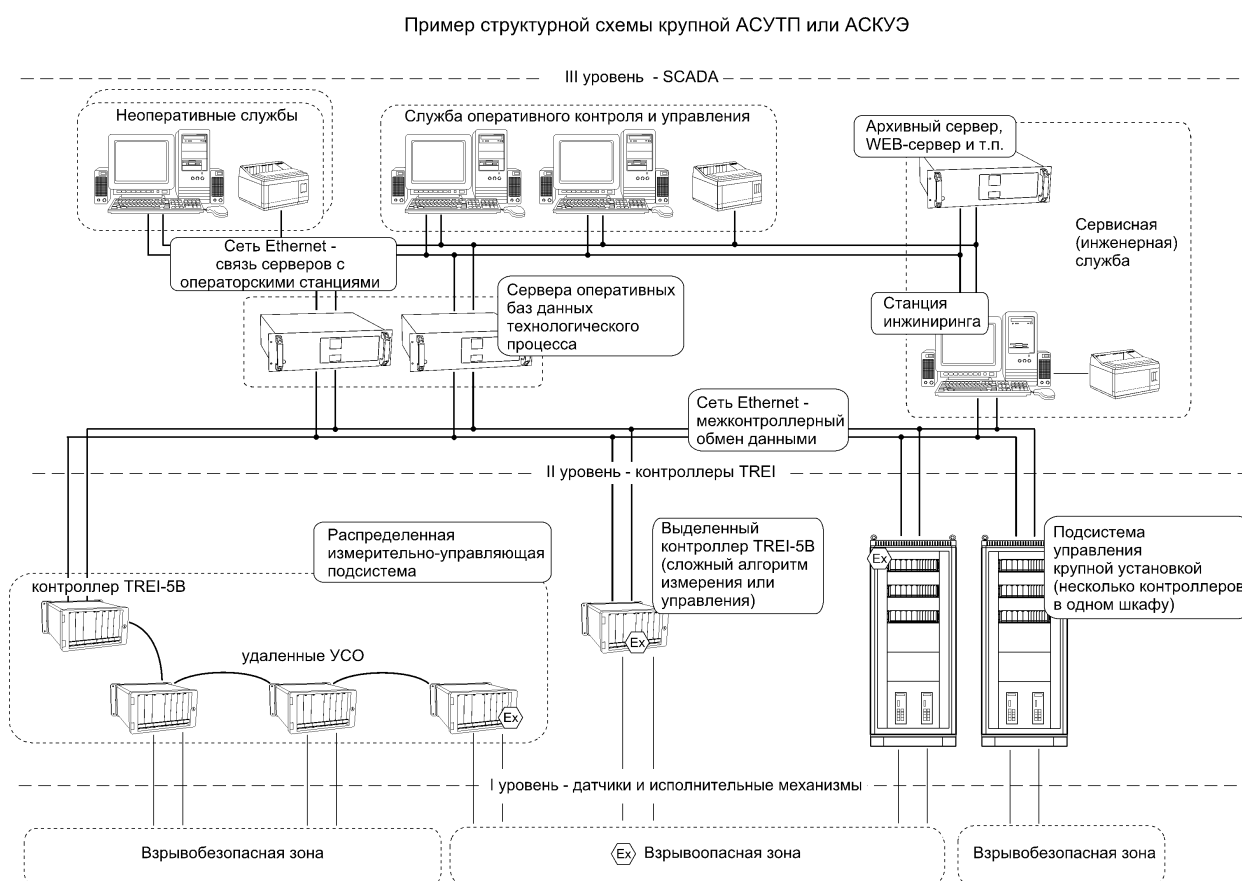 Пример структурной схемы крупной АСУТП или АСКУЭ
III уровень - SCADA
Неоперативные службы
Служба оперативного контроля и управления
Архивный сервер,
WEB-сервер и т.п.
Сервисная
(инженерная)
служба
Сеть Ethernet -
связь серверов с
операторскими станциями
Сервера оперативных
баз данных
технологического
процесса
Станция
инжиниринга
Сеть Ethernet -
межконтроллерный
обмен данными
II уровень - контроллеры TREI
Распределенная
измерительно-управляющая
подсистема
Выделенный
контроллер TREI-5B
(сложный алгоритм
измерения или
управления)
Подсистема
управления
крупной установкой
(несколько контроллеров
в одном шкафу)
Ex
контроллер TREI-5B
Ex
удаленные УСО
Ex
I уровень - датчики и исполнительные механизмы
Взрывобезопасная зона
Ex Взрывоопасная зона
Взрывобезопасная зона